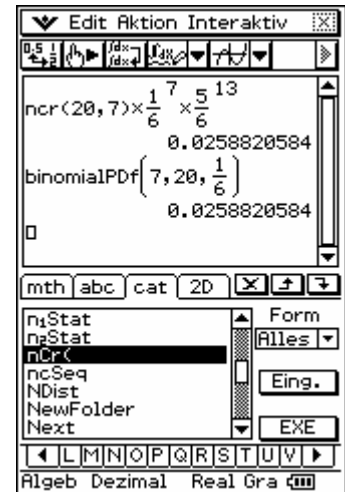 Edit Aktion Interaktiv
ncr(20,7)×1/6^7×5/6^13
0.0258820584
binomialPDf(7,20,1/6)
0.0258820584
mth abc cat 2D
n₁Stat
n₂Stat
nCr(
ncSeq
NDist
NewFolder
Next
Form
Alles
Eing.
EXE
L M N O P Q R S T U V
Algeb Dezimal Real Gra